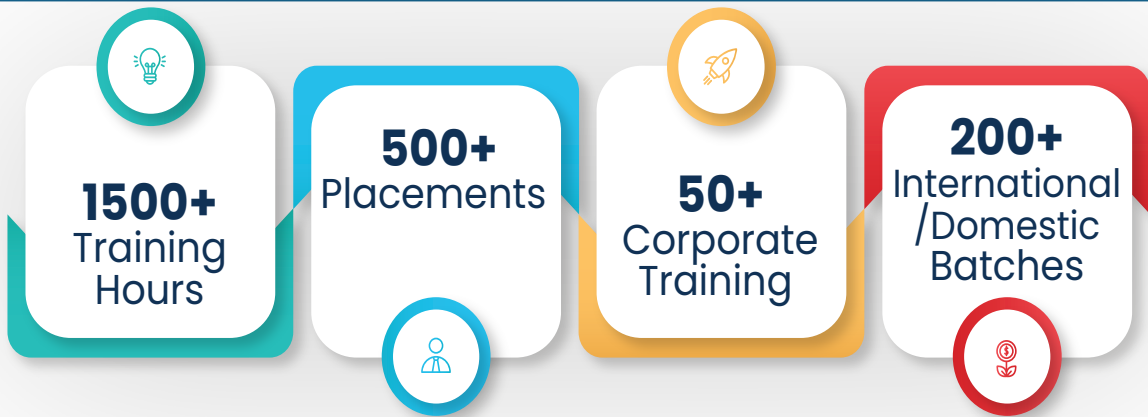 1500+
Training
Hours
500+
Placements
50+
Corporate
Training
200+
International
/Domestic
Batches